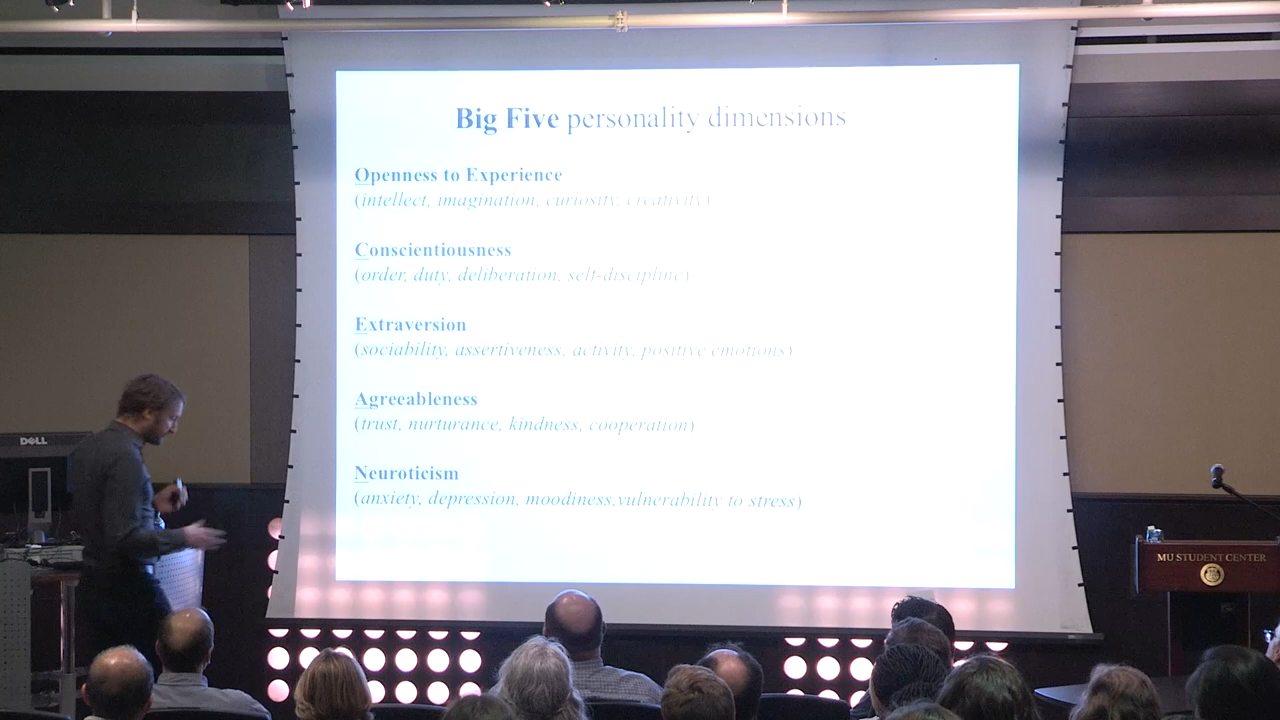 Big Five personality dimensions
Openness to Experience
(intellect, imagination, curiosity, creativity)
Conscientiousness
(order, duty, deliberation, self-discipline)
Extraversion
(sociability, assertiveness, activity, positive emotions)
Agreeableness
(trust, nurturance, kindness, cooperation)
Neuroticism
(anxiety, depression, moodiness,vulnerability to stress)
DELL
MU STUDENT CENTER